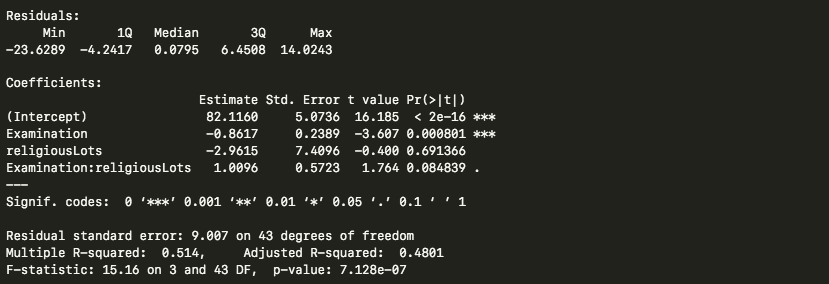 Residuals:
     Min       1Q   Median       3Q      Max
-23.6289  -4.2417   0.0795   6.4508  14.0243
Coefficients:
                          Estimate Std. Error t value Pr(>|t|)
(Intercept)                82.1160     5.0736  16.185  < 2e-16 ***
Examination                -0.8617     0.2389  -3.607 0.000801 ***
religiousLots              -2.9615     7.4096  -0.400 0.691366
Examination:religiousLots   1.0096     0.5723   1.764 0.084839 .
---
Signif. codes:  0 ‘***’ 0.001 ‘**’ 0.01 ‘*’ 0.05 ‘.’ 0.1 ‘ ’ 1
Residual standard error: 9.007 on 43 degrees of freedom
Multiple R-squared:  0.514,     Adjusted R-squared:  0.4801
F-statistic: 15.16 on 3 and 43 DF,  p-value: 7.128e-07